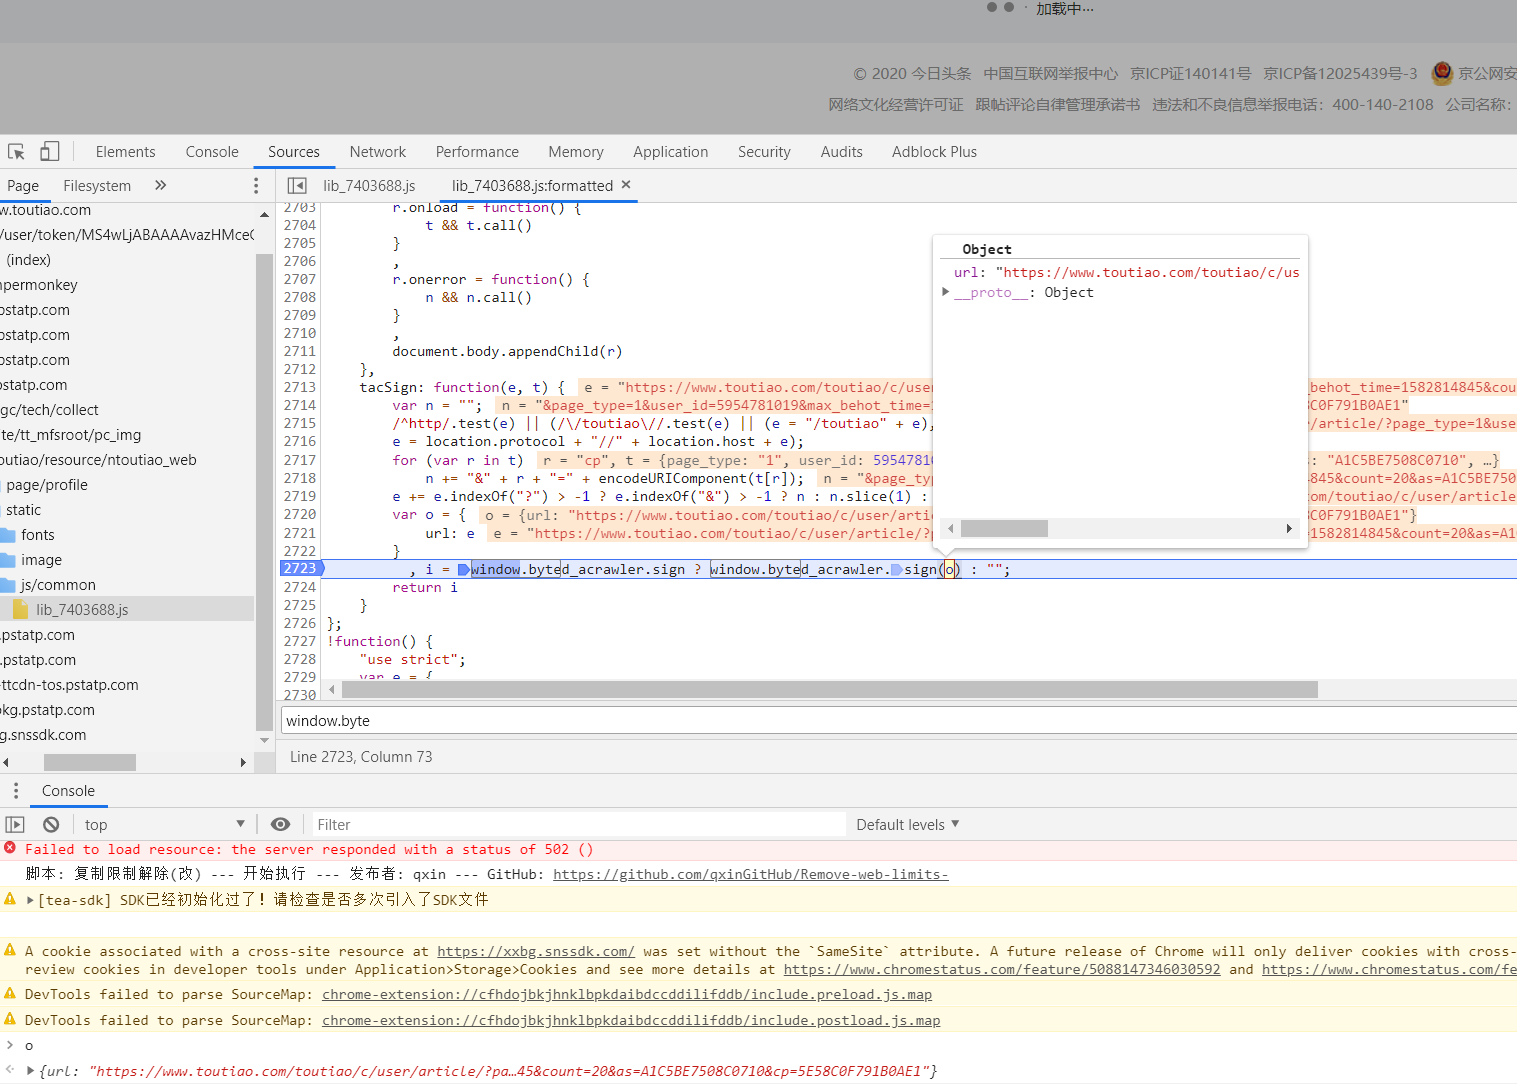 · 加载中···
© 2020 今日头条 中国互联网举报中心 京ICP证140141号 京ICP备12025439号-3 京公网安
网络文化经营许可证 跟帖评论自律管理承诺书 违法和不良信息举报电话：400-140-2108 公司名称：
Elements Console Sources Network Performance Memory Application Security Audits Adblock Plus
Page Filesystem » lib_7403688.js lib_7403688.js:formatted ×
w.toutiao.com
/user/token/MS4wLjABAAAAvazHMceC
(index)
mpermonkey
pstatp.com
pstatp.com
pstatp.com
pstatp.com
gc/tech/collect
te/tt_mfsroot/pc_img
outiao/resource/ntoutiao_web
page/profile
static
fonts
image
js/common
lib_7403688.js
.pstatp.com
.pstatp.com
-ttcdn-tos.pstatp.com
pkg.pstatp.com
g.snssdk.com
2703 r.onload = function() {
2704 t && t.call()
2705 }
2706 ,
2707 r.onerror = function() {
2708 n && n.call()
2709 }
2710 ,
2711 document.body.appendChild(r)
2712 },
2713 tacSign: function(e, t) { e = "https://www.toutiao.com/toutiao/c/user _behot_time=1582814845&cou
2714 var n = ""; n = "&page_type=1&user_id=5954781019&max_behot_time= 8C0F791B0AE1"
2715 /^http/.test(e) || (/\/toutiao\//.test(e) || (e = "/toutiao" + e), /article/?page_type=1&use
2716 e = location.protocol + "//" + location.host + e);
2717 for (var r in t) r = "cp", t = {page_type: "1", user_id: 59547810 s: "A1C5BE7508C0710", …}
2718 n += "&" + r + "=" + encodeURIComponent(t[r]); n = "&page_ty 845&count=20&as=A1C5BE750
2719 e += e.indexOf("?") > -1 ? e.indexOf("&") > -1 ? n : n.slice(1) : com/toutiao/c/user/article
2720 var o = { o = {url: "https://www.toutiao.com/toutiao/c/user/arti 8C0F791B0AE1"}
2721 url: e e = "https://www.toutiao.com/toutiao/c/user/article/?p 1582814845&count=20&as=A1
2722 }
2723 , i = window.byted_acrawler.sign ? window.byted_acrawler.sign(o) : "";
2724 return i
2725 }
2726 };
2727 !function() {
2728 "use strict";
2729 var e = {
2730
Object
url: "https://www.toutiao.com/toutiao/c/us
__proto__: Object
window.byte
Line 2723, Column 73
Console
top Filter Default levels
Failed to load resource: the server responded with a status of 502 ()
脚本: 复制限制解除(改) --- 开始执行 --- 发布者: qxin --- GitHub: https://github.com/qxinGitHub/Remove-web-limits-
[tea-sdk] SDK已经初始化过了！请检查是否多次引入了SDK文件
A cookie associated with a cross-site resource at https://xxbg.snssdk.com/ was set without the `SameSite` attribute. A future release of Chrome will only deliver cookies with cross-
review cookies in developer tools under Application>Storage>Cookies and see more details at https://www.chromestatus.com/feature/5088147346030592 and https://www.chromestatus.com/fe
DevTools failed to parse SourceMap: chrome-extension://cfhdojbkjhnklbpkdaibdccddilifddb/include.preload.js.map
DevTools failed to parse SourceMap: chrome-extension://cfhdojbkjhnklbpkdaibdccddilifddb/include.postload.js.map
> o
{url: "https://www.toutiao.com/toutiao/c/user/article/?pa…45&count=20&as=A1C5BE7508C0710&cp=5E58C0F791B0AE1"}